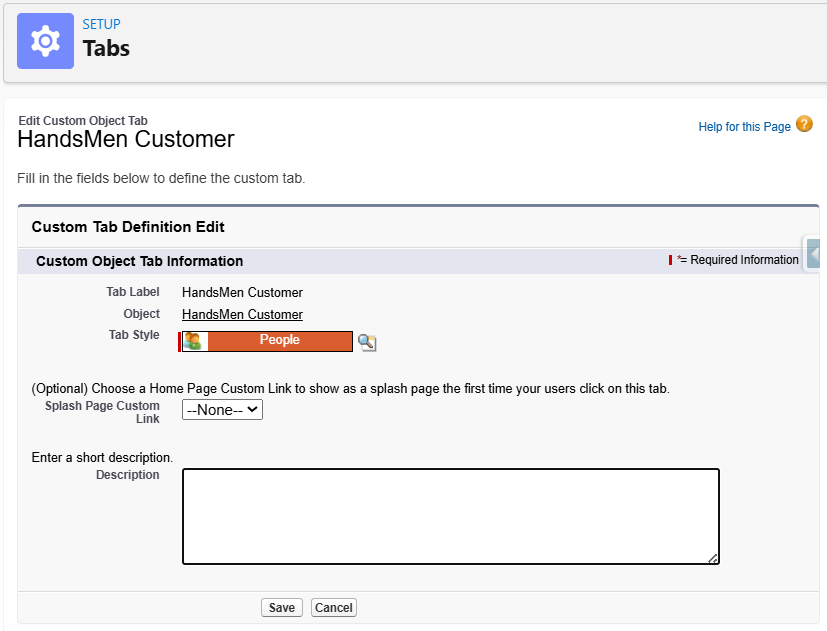 SETUP
Tabs
Edit Custom Object Tab
HandsMen Customer
Help for this Page ?
Fill in the fields below to define the custom tab.
Custom Tab Definition Edit
Custom Object Tab Information
*= Required Information
Tab Label HandsMen Customer
Object HandsMen Customer
Tab Style People
(Optional) Choose a Home Page Custom Link to show as a splash page the first time your users click on this tab.
Splash Page Custom --None--
Link
Enter a short description.
Description
Save Cancel